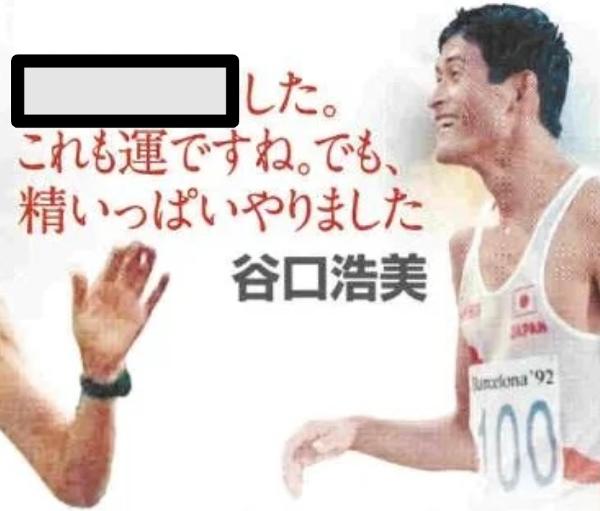 した。
これも運ですね。でも、
精いっぱいやりました
谷口浩美
JAPAN
Barcelona '92
100